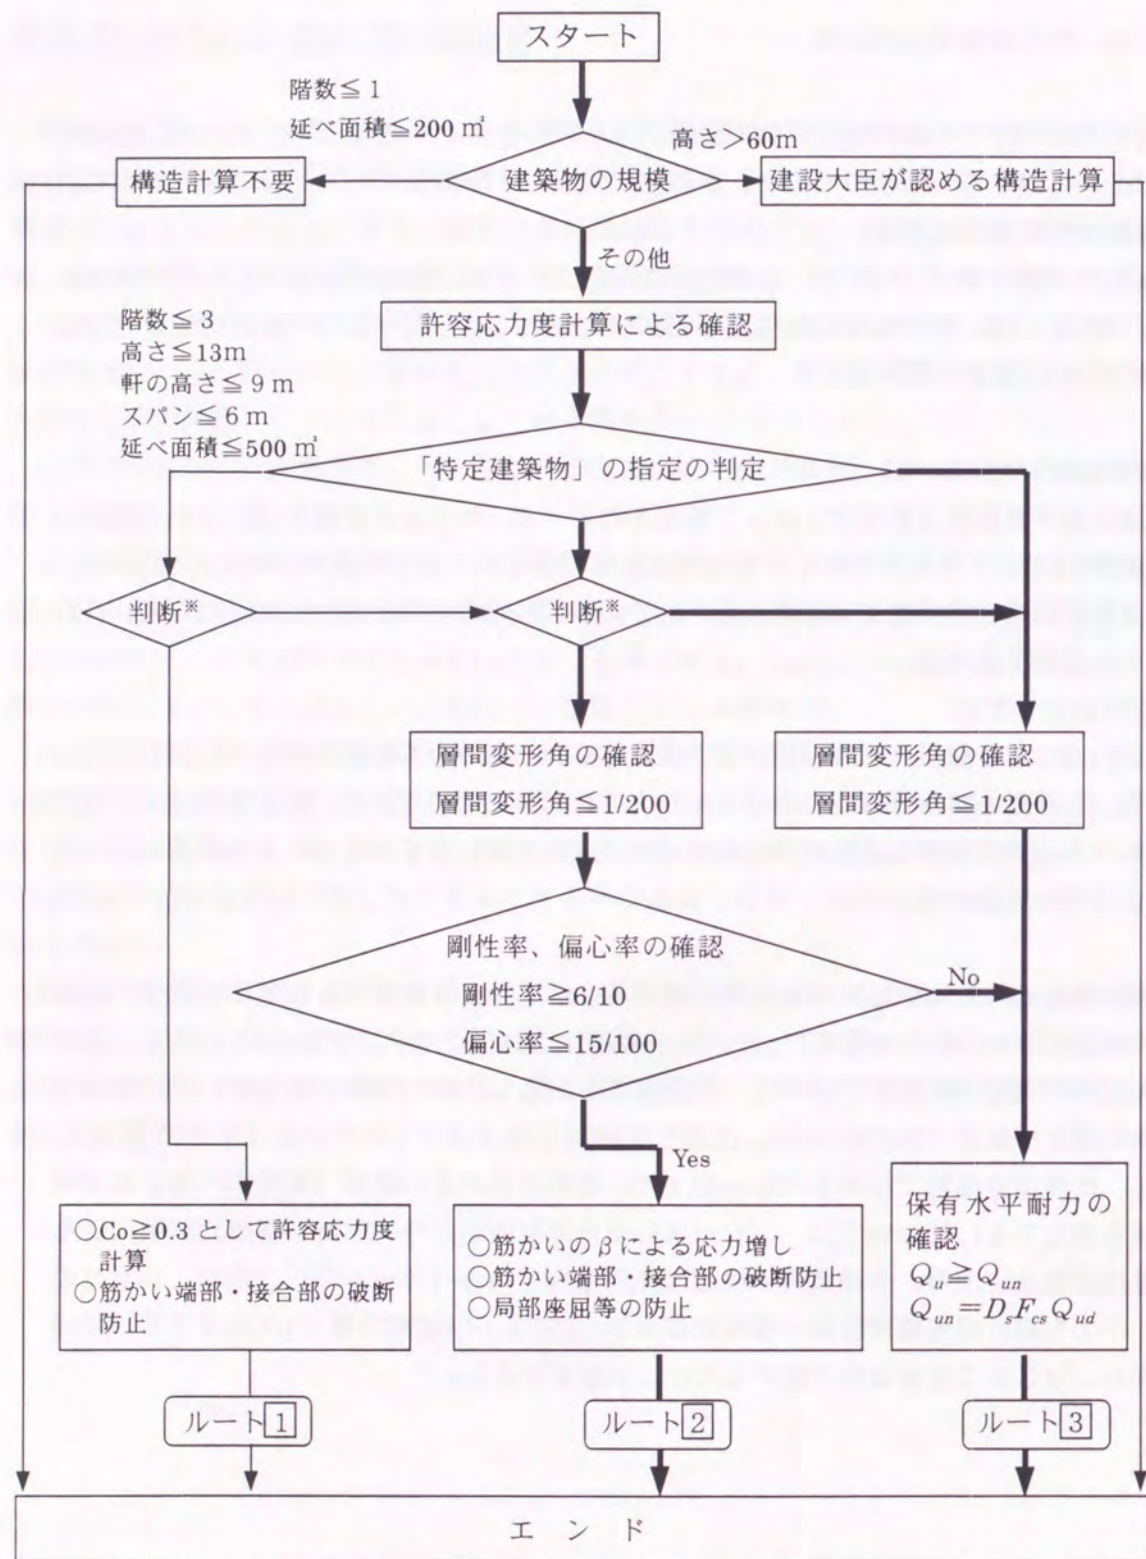 スタート
階数≦1
延べ面積≦200㎡
高さ>60m
構造計算不要
建築物の規模
建設大臣が認める構造計算
その他
許容応力度計算による確認
階数≦3
高さ≦13m
軒の高さ≦9m
スパン≦6m
延べ面積≦500㎡
「特定建築物」の指定の判定
判断※
判断※
層間変形角の確認
層間変形角≦1/200
層間変形角の確認
層間変形角≦1/200
剛性率、偏心率の確認
剛性率≧6/10
偏心率≦15/100
No
Yes
○Co≧0.3として許容応力度
計算
○筋かい端部・接合部の破断
防止
○筋かいのβによる応力増し
○筋かい端部・接合部の破断防止
○局部座屈等の防止
保有水平耐力の
確認
Qu≧Qun
Qun=DsFcsQud
ルート1
ルート2
ルート3
エンド